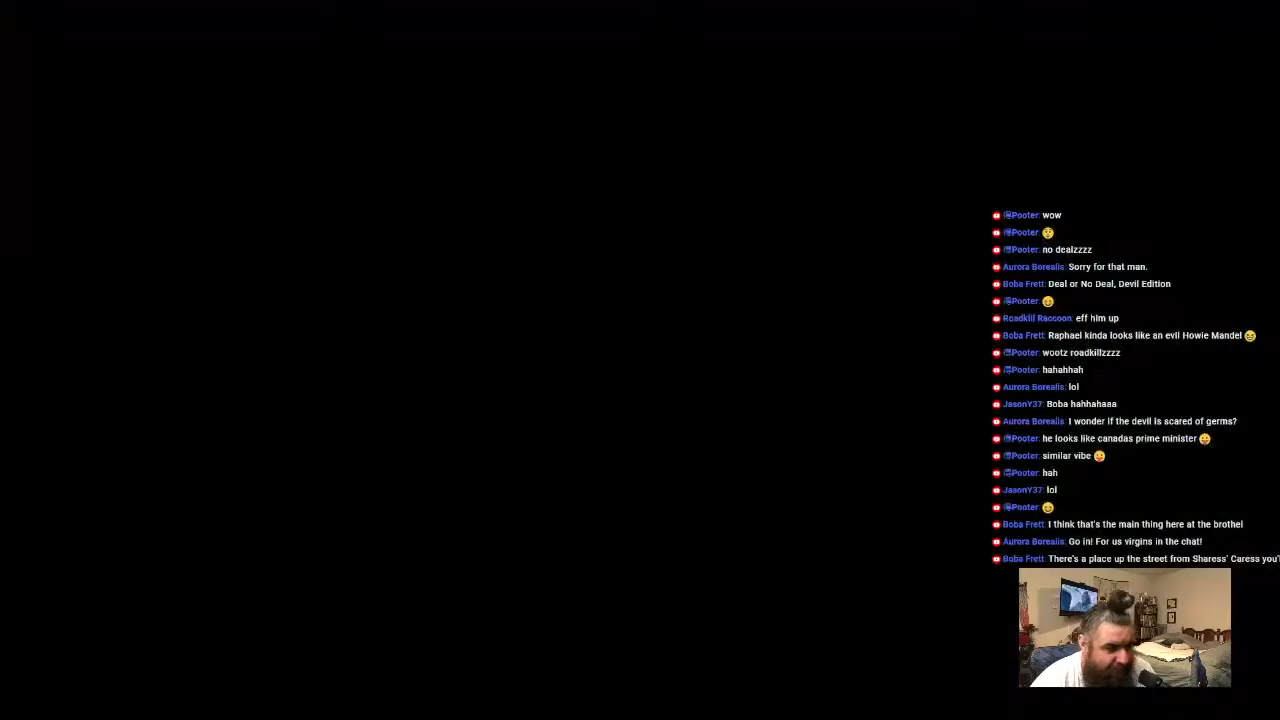 Pooter: wow
Pooter:
Pooter: no dealzzzz
Aurora Borealis: Sorry for that man.
Boba Frett: Deal or No Deal, Devil Edition
Pooter:
Roadkill Raccoon: eff him up
Boba Frett: Raphael kinda looks like an evil Howie Mandel
Pooter: wootz roadkillzzzz
Pooter: hahahhah
Aurora Borealis: lol
JasonY37: Boba hahhahaaa
Aurora Borealis: I wonder if the devil is scared of germs?
Pooter: he looks like canadas prime minister
Pooter: similar vibe
Pooter: hah
JasonY37: lol
Pooter:
Boba Frett: I think that's the main thing here at the brothel
Aurora Borealis: Go in! For us virgins in the chat!
Boba Frett: There's a place up the street from Sharess' Caress